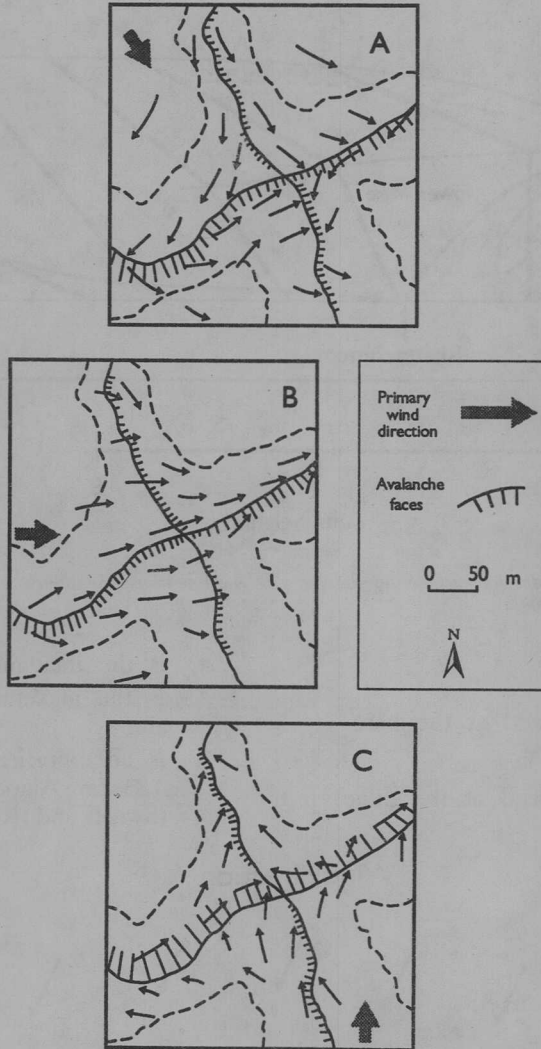 A
B
Primary
wind
direction
Avalanche
faces
0 50 m
N
C